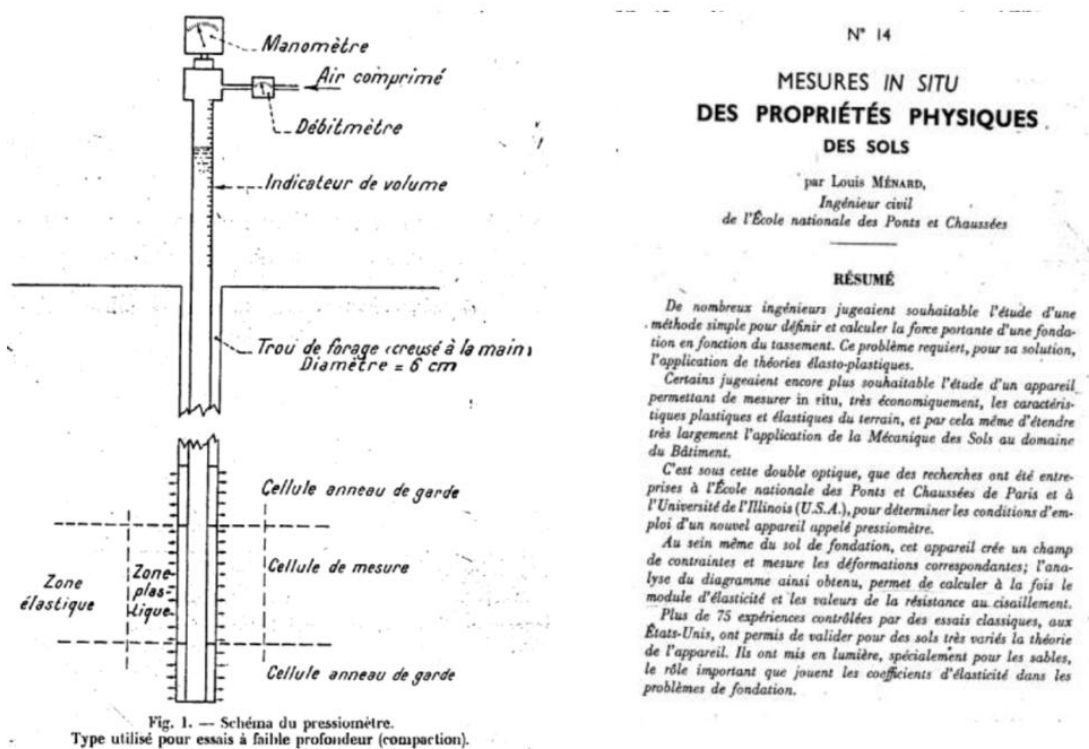 Manomètre
Air comprimé
Débitmètre
Indicateur de volume
Trou de forage (creusé à la main)
Diamètre = 6 cm
Cellule anneau de garde
Zone
élastique
Zone
plas-
tique
Cellule de mesure
Cellule anneau de garde
Fig. 1. — Schéma du pressiomètre.
Type utilisé pour essais à faible profondeur (compaction).
N° 14
MESURES IN SITU
DES PROPRIÉTÉS PHYSIQUES
DES SOLS
par Louis MÉNARD,
Ingénieur civil
de l'École nationale des Ponts et Chaussées
RÉSUMÉ
De nombreux ingénieurs jugeaient souhaitable l'étude d'une
méthode simple pour définir et calculer la force portante d'une fonda-
tion en fonction du tassement. Ce problème requiert, pour sa solution,
l'application de théories élasto-plastiques.
Certains jugeaient encore plus souhaitable l'étude d'un appareil
permettant de mesurer in situ, très économiquement, les caractéris-
tiques plastiques et élastiques du terrain, et par cela même d'étendre
très largement l'application de la Mécanique des Sols au domaine
du Bâtiment.
C'est sous cette double optique, que des recherches ont été entre-
prises à l'École nationale des Ponts et Chaussées de Paris et à
l'Université de l'Illinois (U.S.A.), pour déterminer les conditions d'em-
ploi d'un nouvel appareil appelé pressiomètre.
Au sein même du sol de fondation, cet appareil crée un champ
de contraintes et mesure les déformations correspondantes; l'ana-
lyse du diagramme ainsi obtenu, permet de calculer à la fois le
module d'élasticité et les valeurs de la résistance au cisaillement.
Plus de 75 expériences contrôlées par des essais classiques, aux
États-Unis, ont permis de valider pour des sols très variés la théorie
de l'appareil. Ils ont mis en lumière, spécialement pour les sables,
le rôle important que jouent les coefficients d'élasticité dans les
problèmes de fondation.